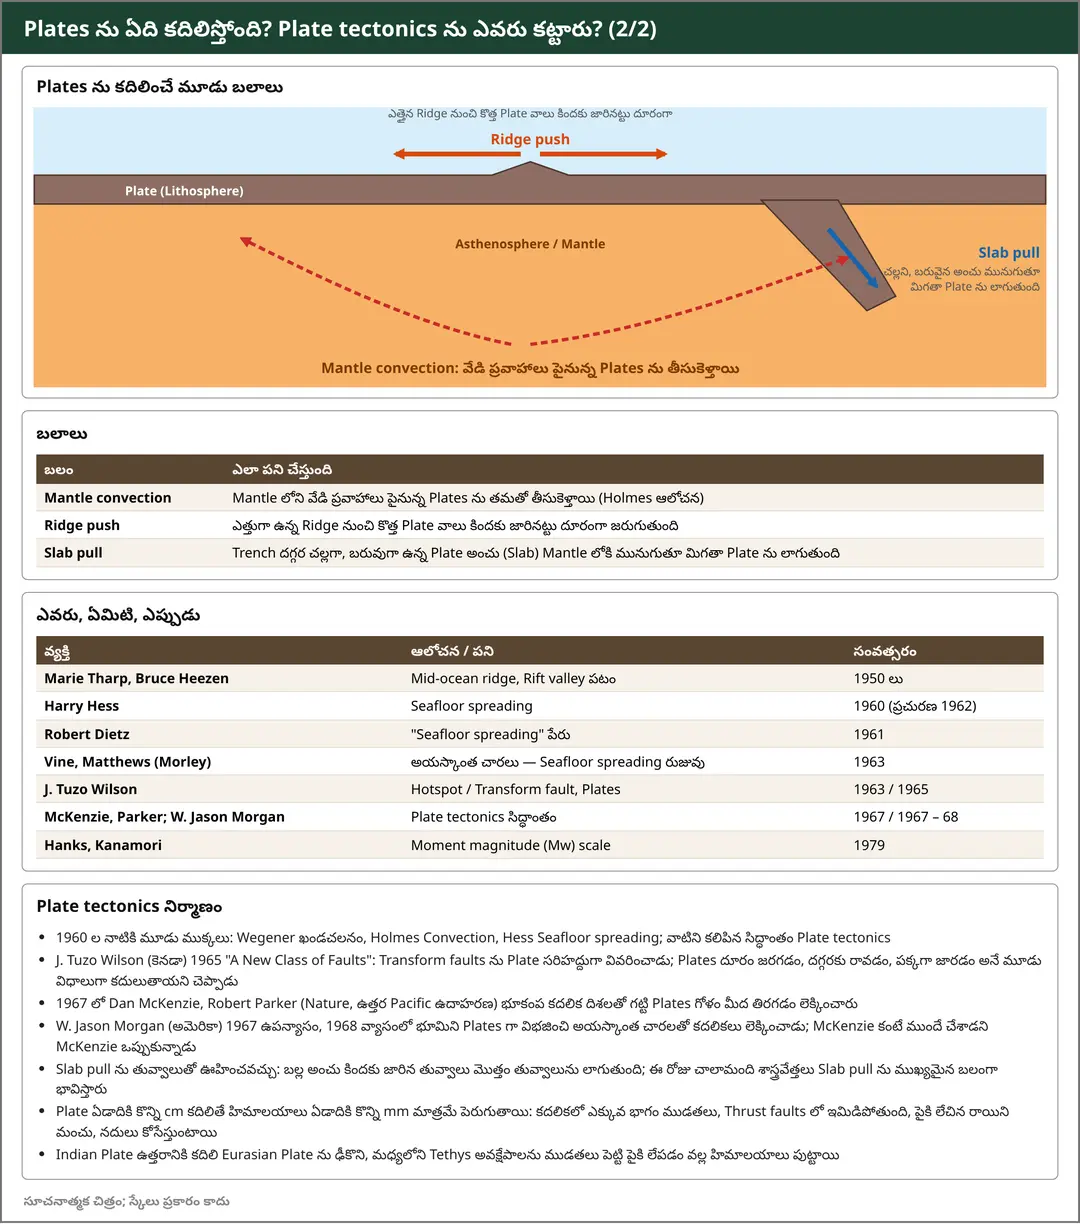 Plates ను ఏది కదిలిస్తోంది? Plate tectonics ను ఎవరు కట్టారు? (2/2)
Plates ను కదిలించే మూడు బలాలు
ఎత్తైన Ridge నుంచి కొత్త Plate వాలు కిందకు జారినట్టు దూరంగా
Ridge push
Plate (Lithosphere)
Asthenosphere / Mantle
Slab pull
చల్లని, బరువైన అంచు మునుగుతూ
మిగతా Plate ను లాగుతుంది
Mantle convection: వేడి ప్రవాహాలు పైనున్న Plates ను తీసుకెళ్తాయి
బలాలు
బలం ఎలా పని చేస్తుంది
Mantle convection Mantle లోని వేడి ప్రవాహాలు పైనున్న Plates ను తమతో తీసుకెళ్తాయి (Holmes ఆలోచన)
Ridge push ఎత్తుగా ఉన్న Ridge నుంచి కొత్త Plate వాలు కిందకు జారినట్టు దూరంగా జరుగుతుంది
Slab pull Trench దగ్గర చల్లగా, బరువుగా ఉన్న Plate అంచు (Slab) Mantle లోకి మునుగుతూ మిగతా Plate ను లాగుతుంది
ఎవరు, ఏమిటి, ఎప్పుడు
వ్యక్తి ఆలోచన / పని సంవత్సరం
Marie Tharp, Bruce Heezen Mid-ocean ridge, Rift valley పటం 1950 లు
Harry Hess Seafloor spreading 1960 (ప్రచురణ 1962)
Robert Dietz "Seafloor spreading" పేరు 1961
Vine, Matthews (Morley) అయస్కాంత చారలు — Seafloor spreading రుజువు 1963
J. Tuzo Wilson Hotspot / Transform fault, Plates 1963 / 1965
McKenzie, Parker; W. Jason Morgan Plate tectonics సిద్ధాంతం 1967 / 1967 – 68
Hanks, Kanamori Moment magnitude (Mw) scale 1979
Plate tectonics నిర్మాణం
• 1960 ల నాటికి మూడు ముక్కలు: Wegener ఖండచలనం, Holmes Convection, Hess Seafloor spreading; వాటిని కలిపిన సిద్ధాంతం Plate tectonics
• J. Tuzo Wilson (కెనడా) 1965 "A New Class of Faults": Transform faults ను Plate సరిహద్దుగా వివరించాడు; Plates దూరం జరగడం, దగ్గరకు రావడం, పక్కగా జారడం అనే మూడు
విధాలుగా కదులుతాయని చెప్పాడు
• 1967 లో Dan McKenzie, Robert Parker (Nature, ఉత్తర Pacific ఉదాహరణ) భూకంప కదలిక దిశలతో గట్టి Plates గోళం మీద తిరగడం లెక్కించారు
• W. Jason Morgan (అమెరికా) 1967 ఉపన్యాసం, 1968 వ్యాసంలో భూమిని Plates గా విభజించి అయస్కాంత చారలతో కదలికలు లెక్కించాడు; McKenzie కంటే ముందే చేశాడని
McKenzie ఒప్పుకున్నాడు
• Slab pull ను తువ్వాలుతో ఊహించవచ్చు: బల్ల అంచు కిందకు జారిన తువ్వాలు మొత్తం తువ్వాలును లాగుతుంది; ఈ రోజు చాలామంది శాస్త్రవేత్తలు Slab pull ను ముఖ్యమైన బలంగా
భావిస్తారు
• Plate ఏడాదికి కొన్ని cm కదిలితే హిమాలయాలు ఏడాదికి కొన్ని mm మాత్రమే పెరుగుతాయి: కదలికలో ఎక్కువ భాగం ముడతలు, Thrust faults లో ఇమిడిపోతుంది, పైకి లేచిన రాయిని
మంచు, నదులు కోసేస్తుంటాయి
• Indian Plate ఉత్తరానికి కదిలి Eurasian Plate ను ఢీకొని, మధ్యలోని Tethys అవక్షేపాలను ముడతలు పెట్టి పైకి లేపడం వల్ల హిమాలయాలు పుట్టాయి
సూచనాత్మక చిత్రం; స్కేలు ప్రకారం కాదు